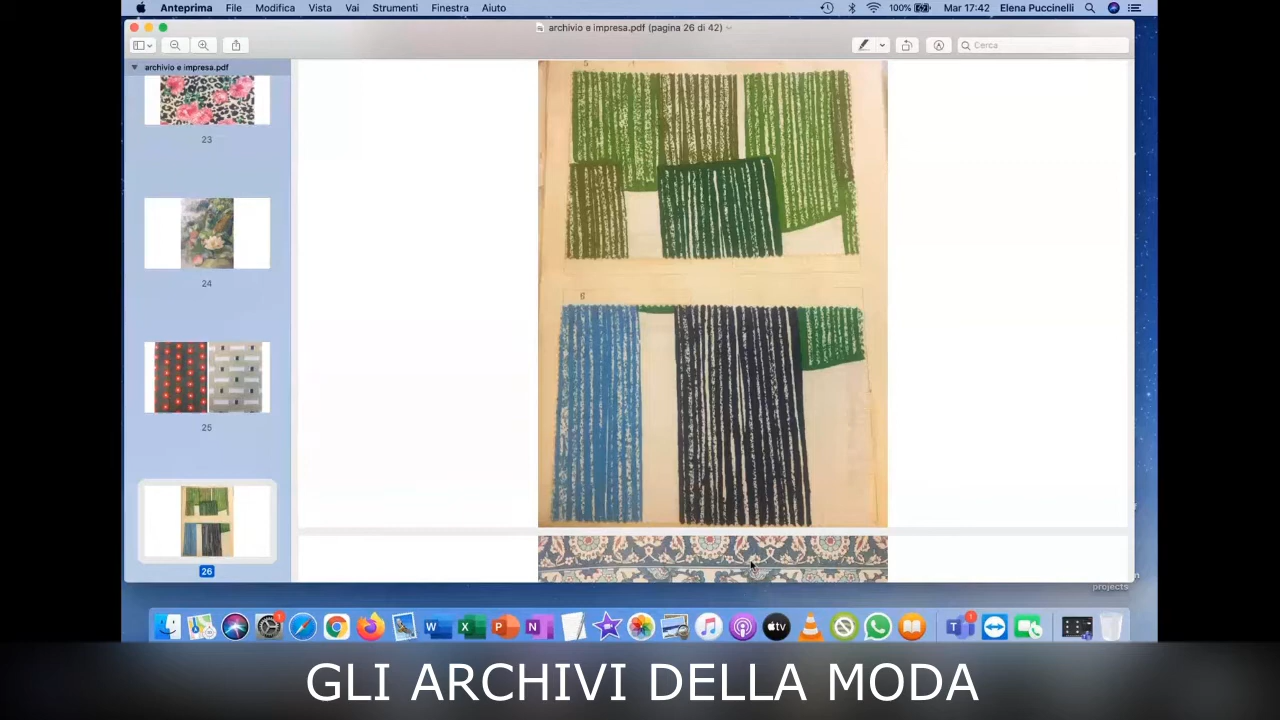 Anteprima File Modifica Vista Vai Strumenti Finestra Aiuto 100% Mar 17:42 Elena Puccinelli
archivio e impresa.pdf (pagina 26 di 42)
Cerca
archivio e impresa.pdf
23
24
25
26
projects
GLI ARCHIVI DELLA MODA